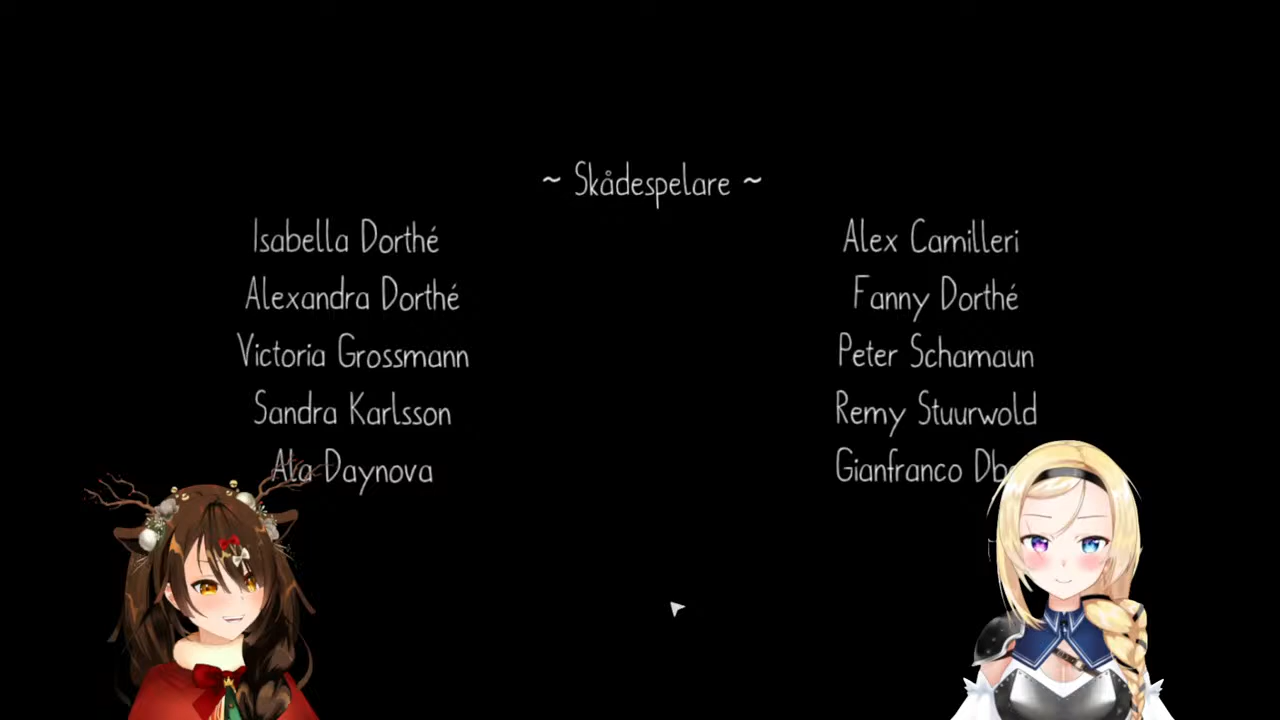 ~ Skådespelare ~
Isabella Dorthé
Alex Camilleri
Alexandra Dorthé
Fanny Dorthé
Victoria Grossmann
Peter Schamaun
Sandra Karlsson
Remy Stuurwold
Ala Daynova
Gianfranco